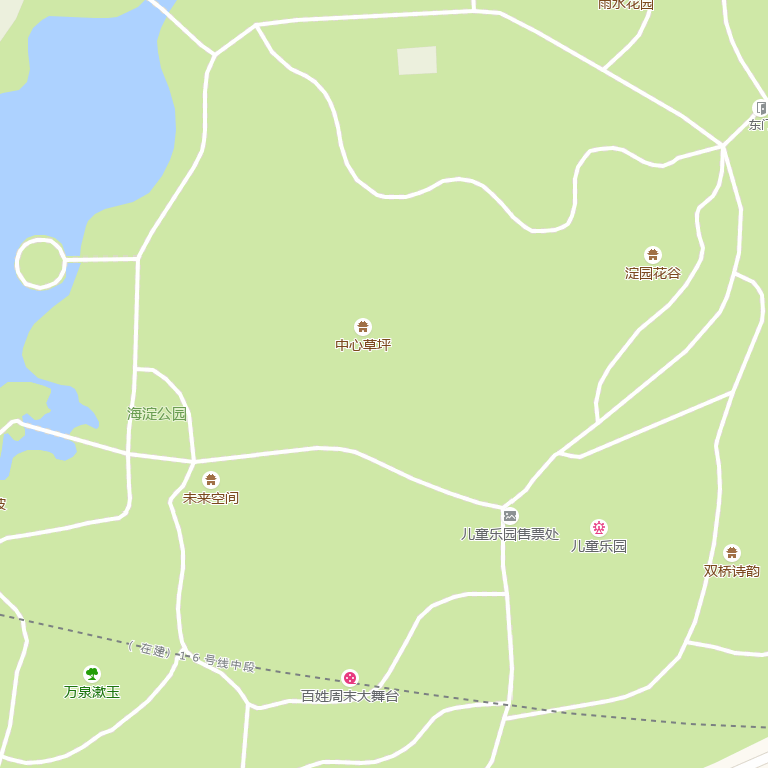 雨水花园
东门
淀园花谷
中心草坪
海淀公园
未来空间
儿童乐园售票处
儿童乐园
双桥诗韵
(在建) 16号线中段
万泉漱玉
百姓周末大舞台